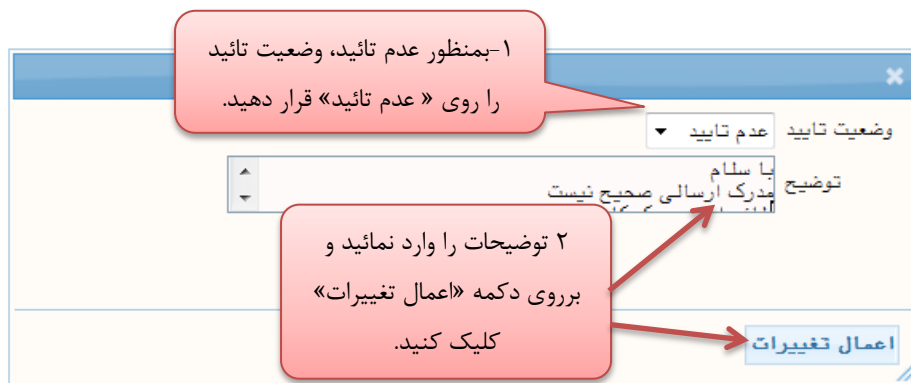 ۱-بمنظور عدم تائید، وضعیت تائید
را روی « عدم تائید» قرار دهید.
وضعیت تایید عدم تایید
توضیح
با سلام
مدرک ارسالی صحیح نیست
۲ توضیحات را وارد نمائید و
برروی دکمه «اعمال تغییرات»
کلیک کنید.
اعمال تغییرات